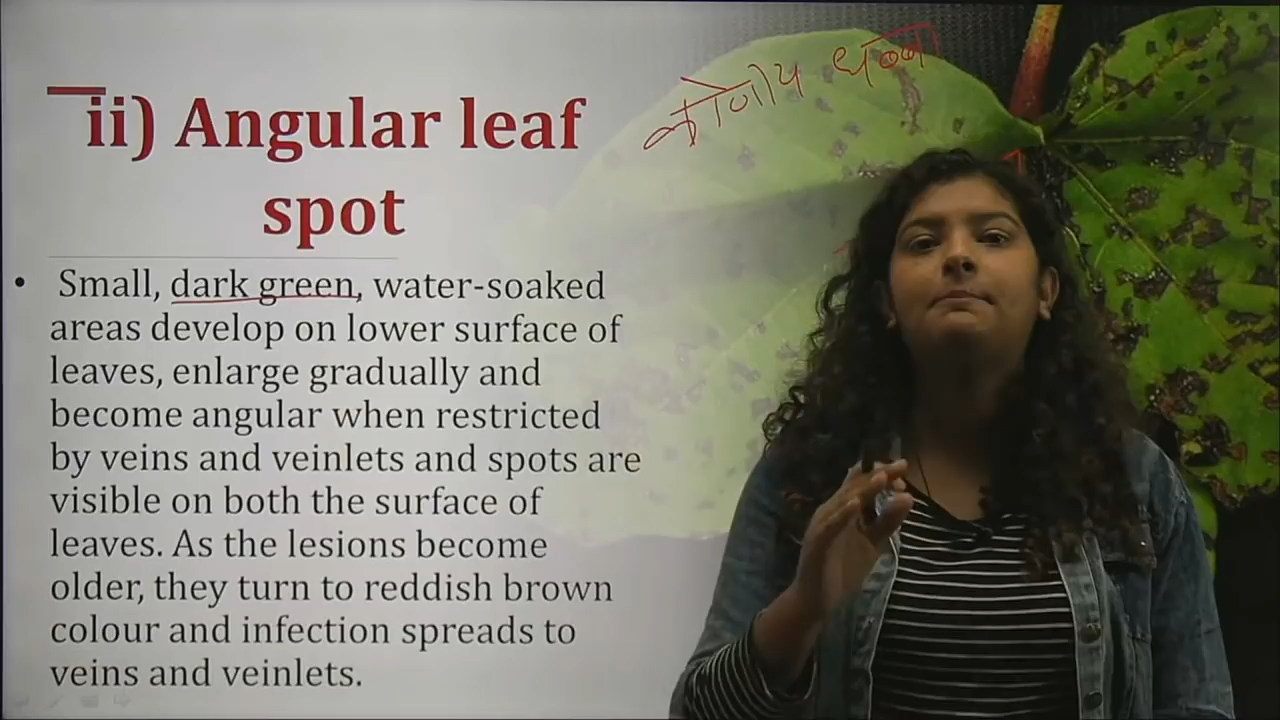 ii) Angular leaf
spot
कोणीय धब्बा
• Small, dark green, water-soaked
areas develop on lower surface of
leaves, enlarge gradually and
become angular when restricted
by veins and veinlets and spots are
visible on both the surface of
leaves. As the lesions become
older, they turn to reddish brown
colour and infection spreads to
veins and veinlets.